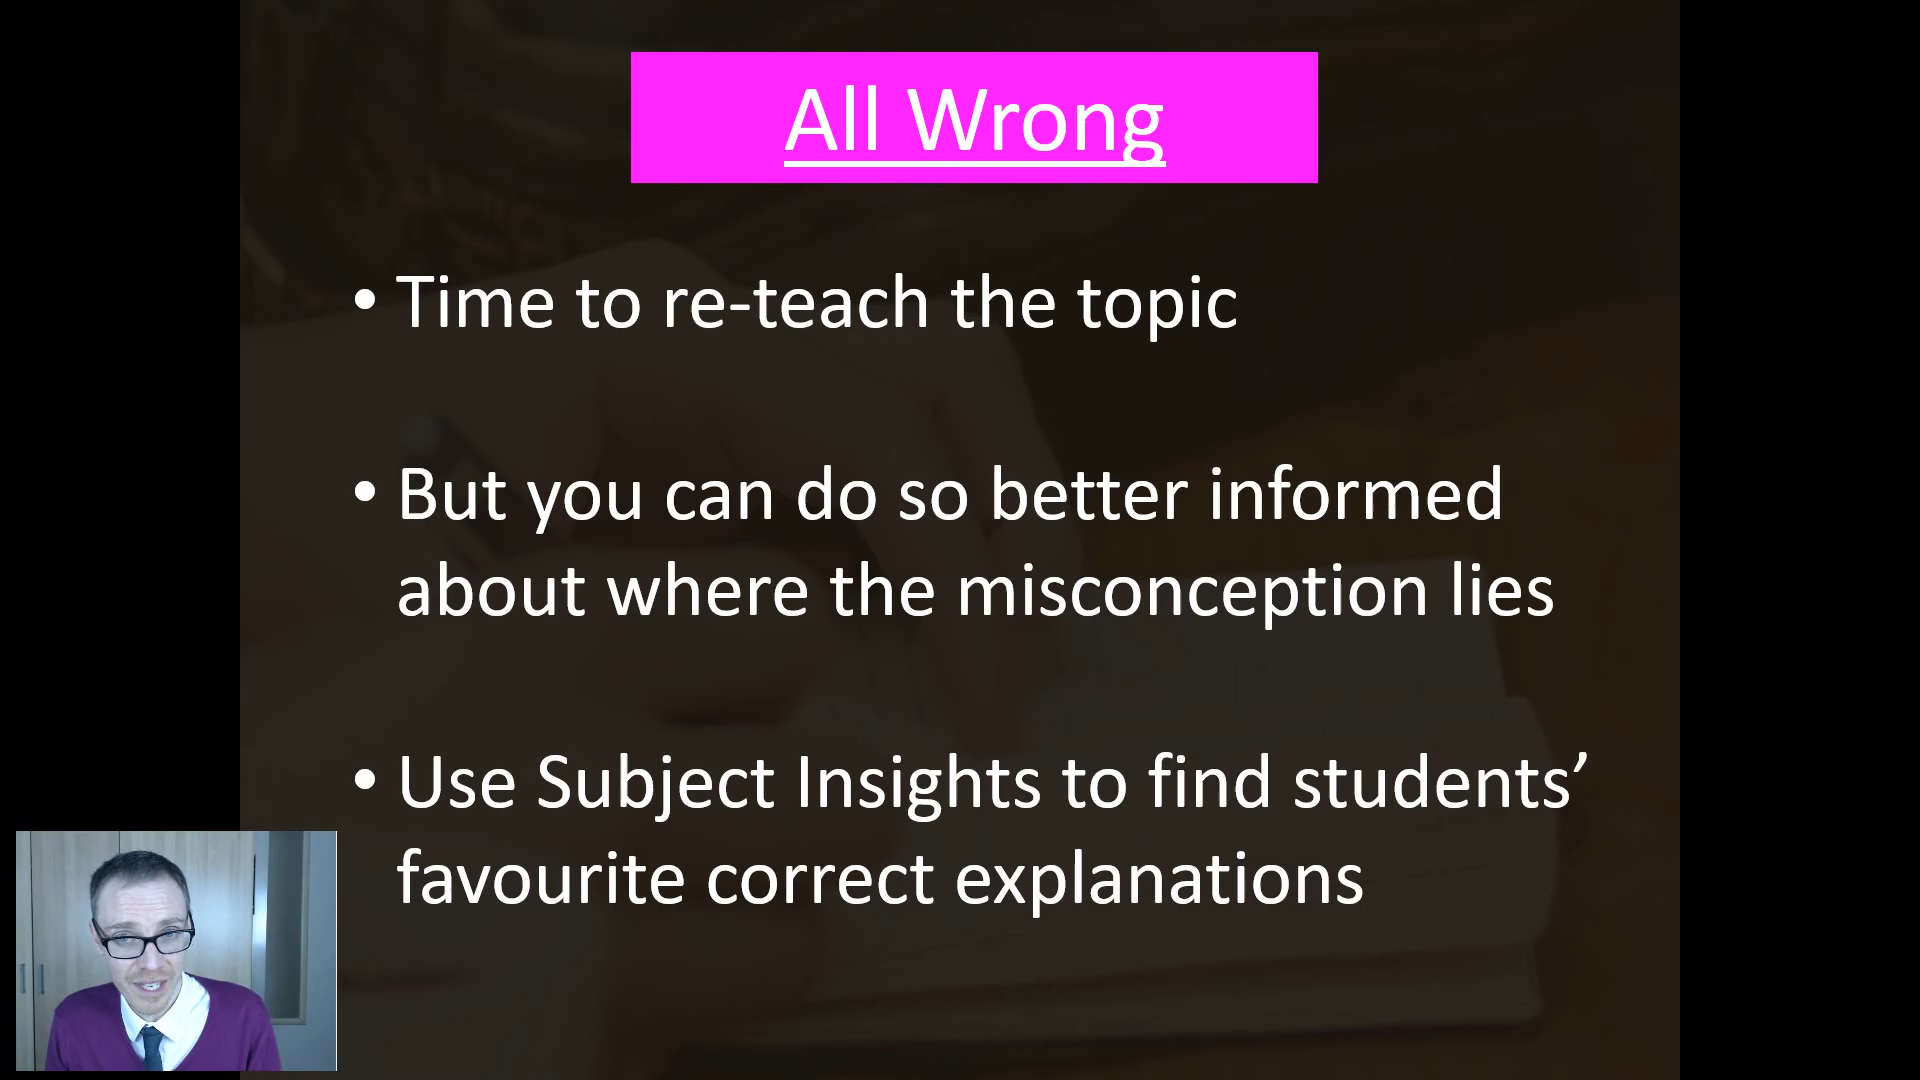 All Wrong
• Time to re-teach the topic
• But you can do so better informed
about where the misconception lies
• Use Subject Insights to find students’
favourite correct explanations